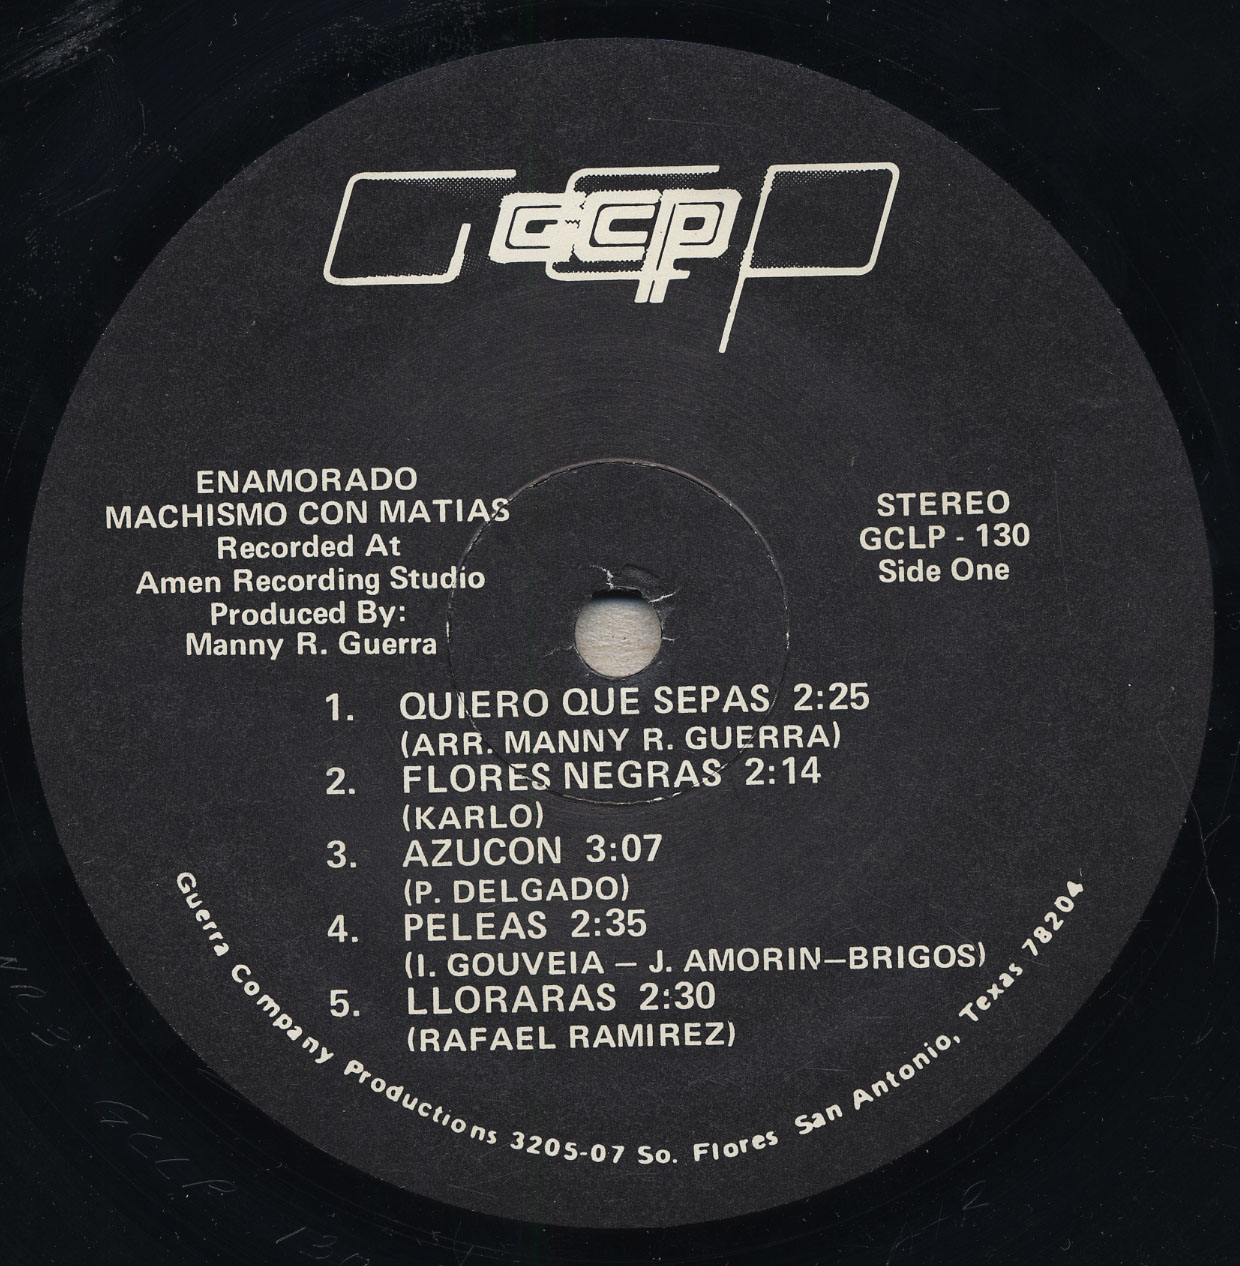 GCP
GCP
ENAMORADO
MACHISMO CON MATIAS
Recorded At
Amen Recording Studio
Produced By:
Manny R. Guerra
STEREO
GCLP - 130
Side One
1. QUIERO QUE SEPAS 2:25
(ARR. MANNY R. GUERRA)
2. FLORES NEGRAS 2:14
(KARLO)
3. AZUCON 3:07
(P. DELGADO)
4. PELEAS 2:35
(I. GOUVEIA – J. AMORIN–BRIGOS)
5. LLORARAS 2:30
(RAFAEL RAMIREZ)
Guerra Company Productions 3205-07 So. Flores San Antonio, Texas 78204
GCLP